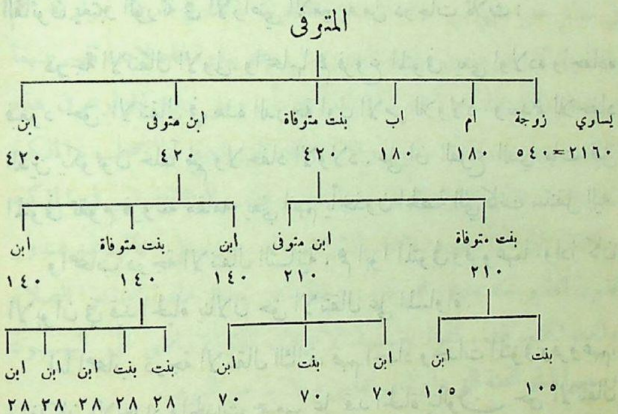 المتوفى
يساري زوجة ام اب بنت متوفاة ابن متوفى ابن
٢١٦٠ = ٥٤٠ ١٨٠ ١٨٠ ٤٢٠ ٤٢٠ ٤٢٠
بنت متوفاة ابن متوفى ابن بنت متوفاة ابن
٢١٠ ٢١٠ ١٤٠ ١٤٠ ١٤٠
بنت بنت ابن بنت ابن بنت بنت ابن ابن ابن
١٠٥ ١٠٥ ٧٠ ٧٠ ٧٠ ٢٨ ٢٨ ٢٨ ٢٨ ٢٨